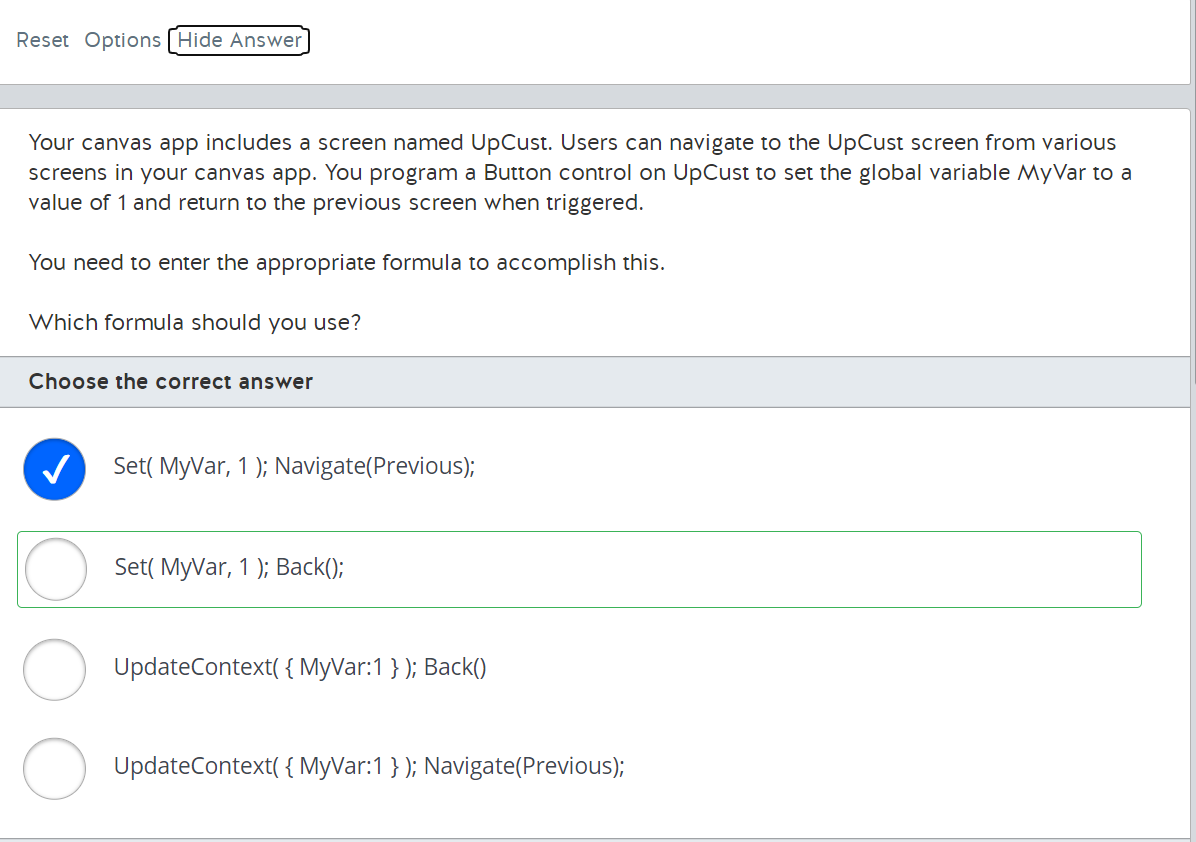 Reset Options Hide Answer
Your canvas app includes a screen named UpCust. Users can navigate to the UpCust screen from various
screens in your canvas app. You program a Button control on UpCust to set the global variable MyVar to a
value of 1 and return to the previous screen when triggered.
You need to enter the appropriate formula to accomplish this.
Which formula should you use?
Choose the correct answer
Set( MyVar, 1 ); Navigate(Previous);
Set( MyVar, 1 ); Back();
UpdateContext( { MyVar:1 } ); Back()
UpdateContext( { MyVar:1 } ); Navigate(Previous);